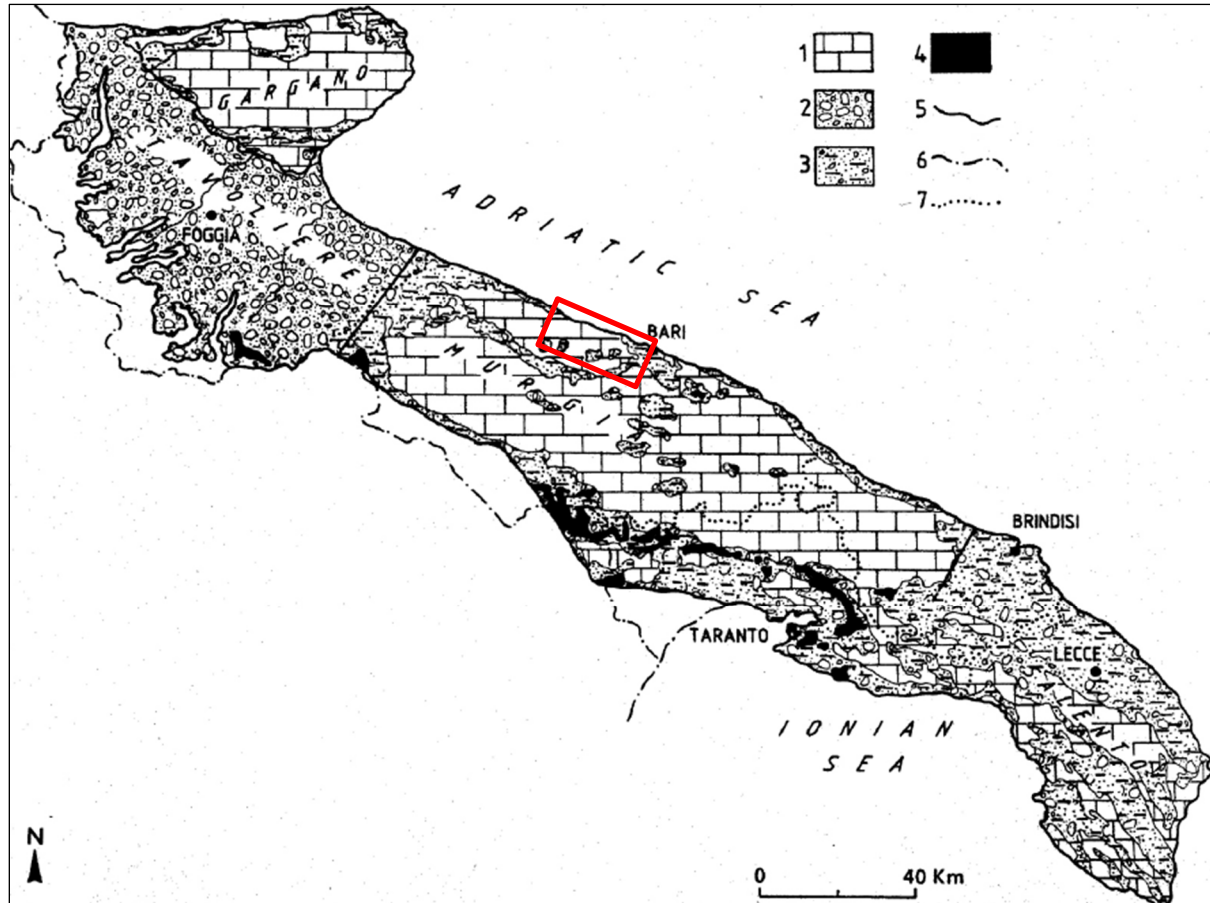 GARGANO
TAVOLIERE
FOGGIA
ADRIATIC SEA
BARI
MURGE
BRINDISI
TARANTO
LECCE
SALENTO
IONIAN
SEA
1
2
3
4
5
6
7
N
0 40 Km